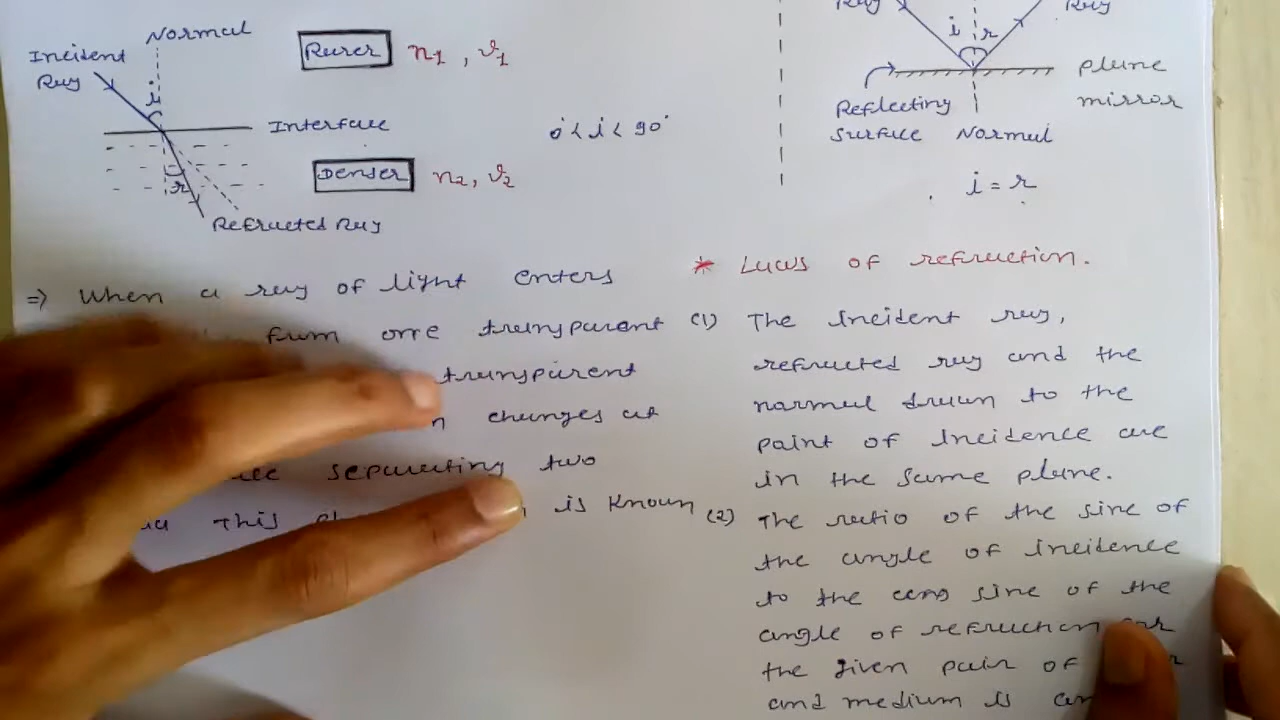 Normal
Incident
Ray
i
Interface
r
Refracted Ray
Rarer n1 , v1
Denser n2, v2
0° < i < 90°
Ray
Ray
i r
plane
mirror
Reflecting
Surface Normal
i = r
⇒ When a ray of light enters
from one transparent
transparent
changes at
separating two
This is known
* Laws of refraction.
(1) The Incident ray,
refracted ray and the
normal drawn to the
point of Incidence are
in the same plane.
(2) The ratio of the sine of
the angle of incidence
to the sine of the
angle of refraction for
the given pair of
and medium is